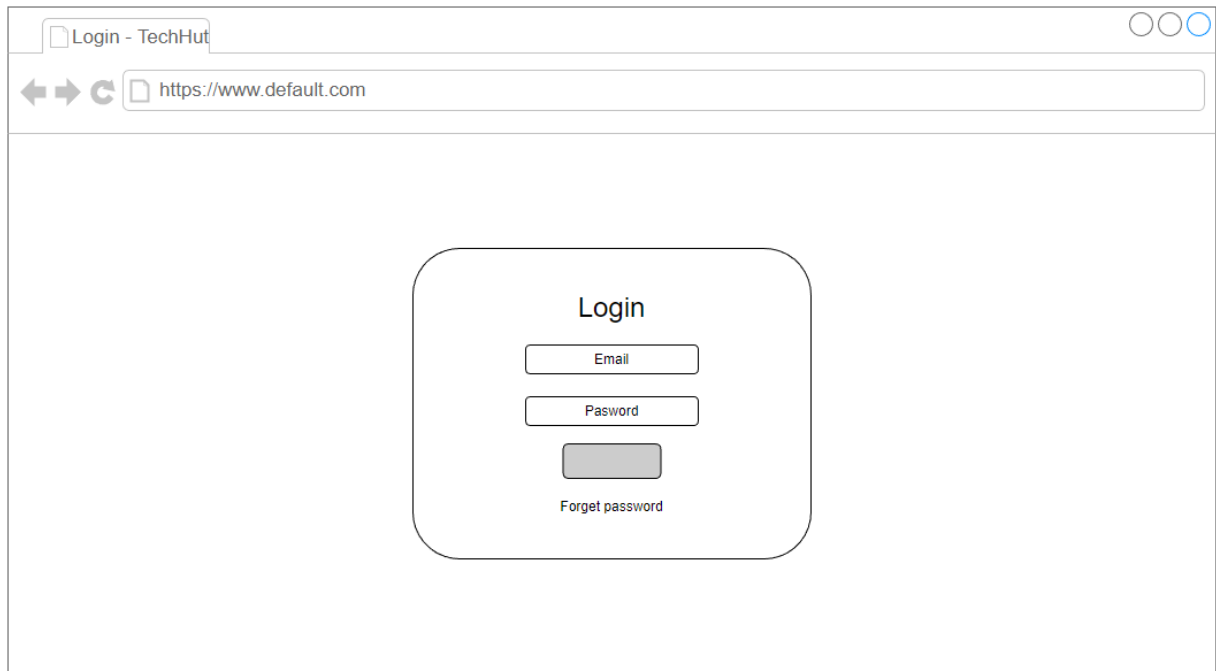 Login - TechHut
https://www.default.com
Login
Email
Pasword
Forget password